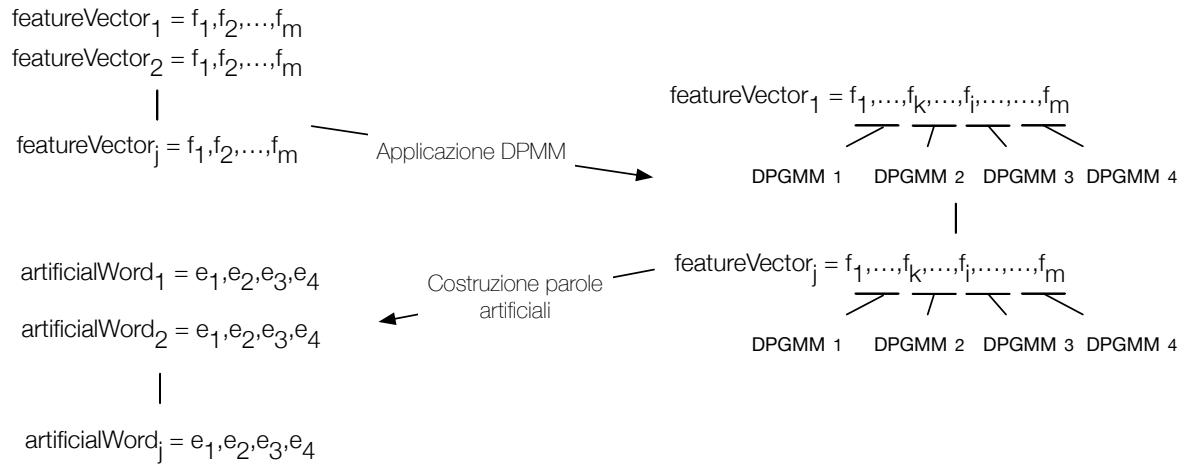 featureVector₁ = f₁,f₂,…,fₘ
featureVector₂ = f₁,f₂,…,fₘ
featureVectorⱼ = f₁,f₂,…,fₘ
Applicazione DPMM
featureVector₁ = f₁,…,fₖ,…,fᵢ,…,…,fₘ
DPGMM 1 DPGMM 2 DPGMM 3 DPGMM 4
featureVectorⱼ = f₁,…,fₖ,…,fᵢ,…,…,fₘ
DPGMM 1 DPGMM 2 DPGMM 3 DPGMM 4
Costruzione parole
artificiali
artificialWord₁ = e₁,e₂,e₃,e₄
artificialWord₂ = e₁,e₂,e₃,e₄
artificialWordⱼ = e₁,e₂,e₃,e₄